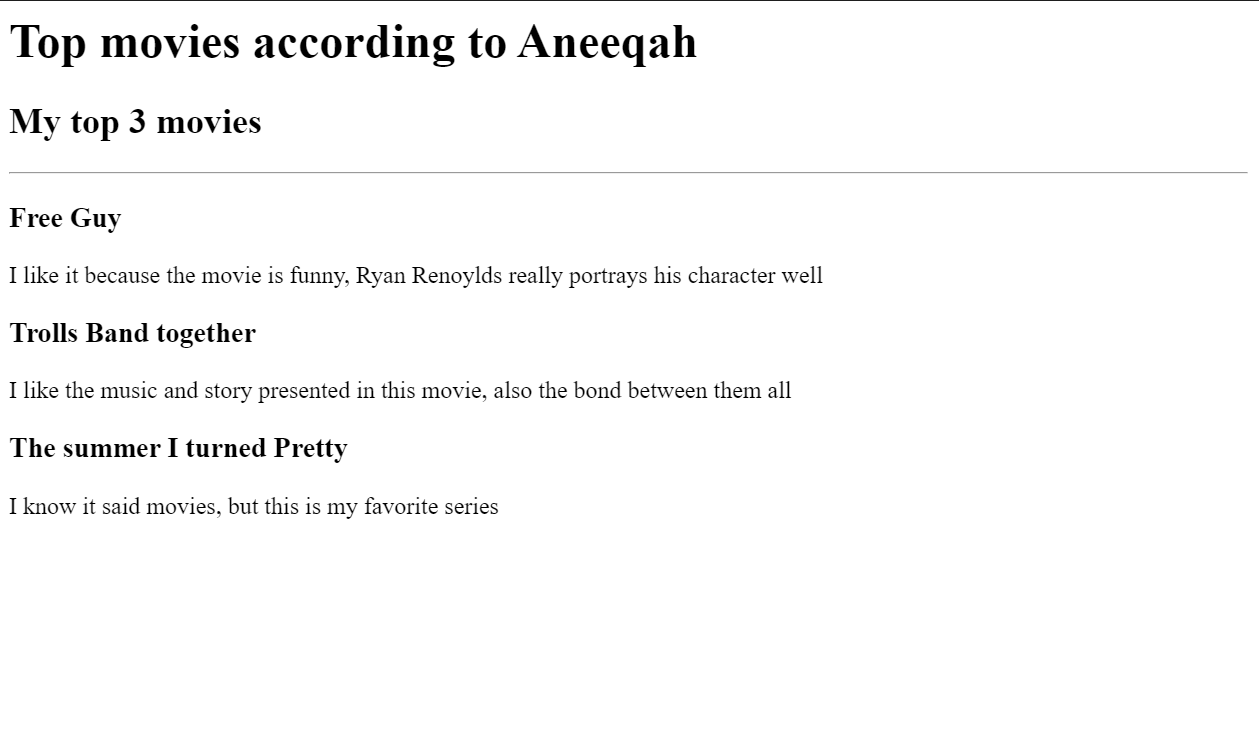 Top movies according to Aneeqah
My top 3 movies
Free Guy
I like it because the movie is funny, Ryan Renoylds really portrays his character well
Trolls Band together
I like the music and story presented in this movie, also the bond between them all
The summer I turned Pretty
I know it said movies, but this is my favorite series